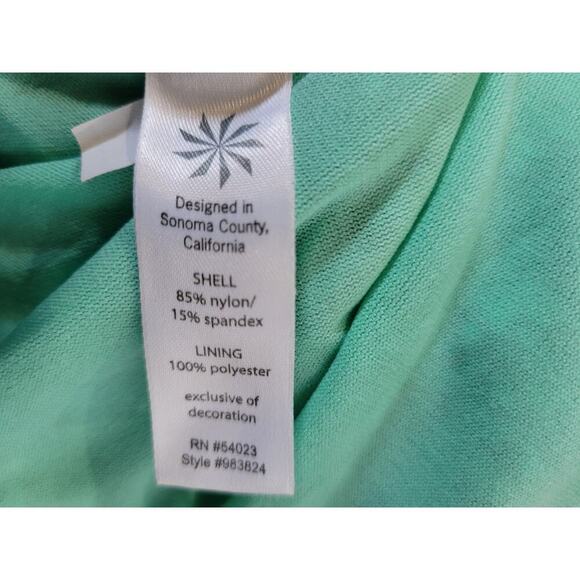 Designed in
Sonoma County,
California
SHELL
85% nylon/
15% spandex
LINING
100% polyester
exclusive of
decoration
RN #54023
Style #983824